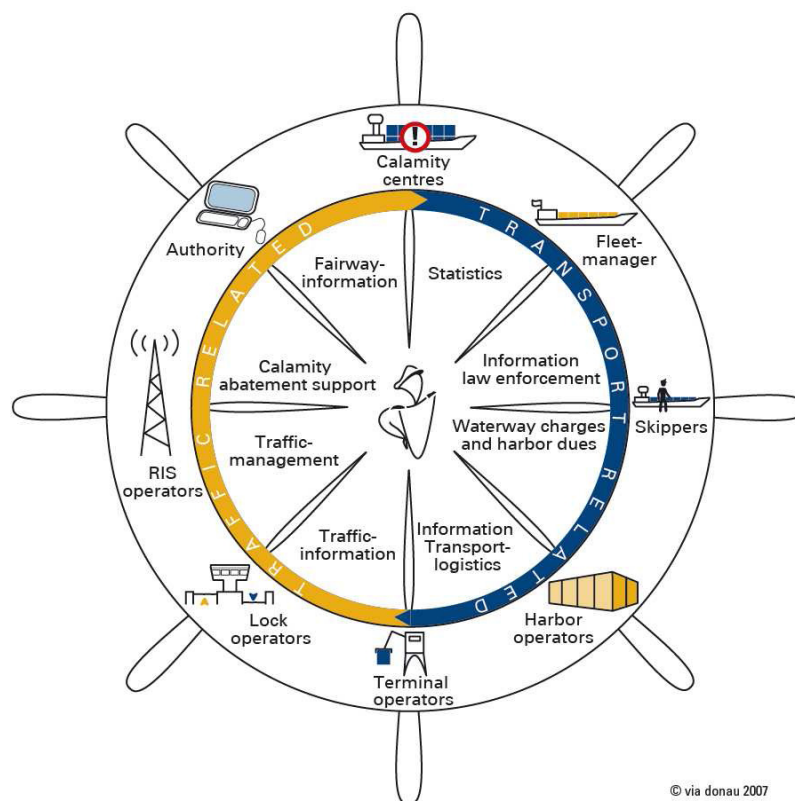 Calamity
centres
Authority
Fleet-
manager
TRAFFIC RELATED
TRANSPORT RELATED
Fairway-
information
Statistics
Calamity
abatement support
Information
law enforcement
Traffic-
management
Waterway charges
and harbor dues
Traffic-
information
Information
Transport-
logistics
RIS
operators
Skippers
Lock
operators
Harbor
operators
Terminal
operators
© via donau 2007